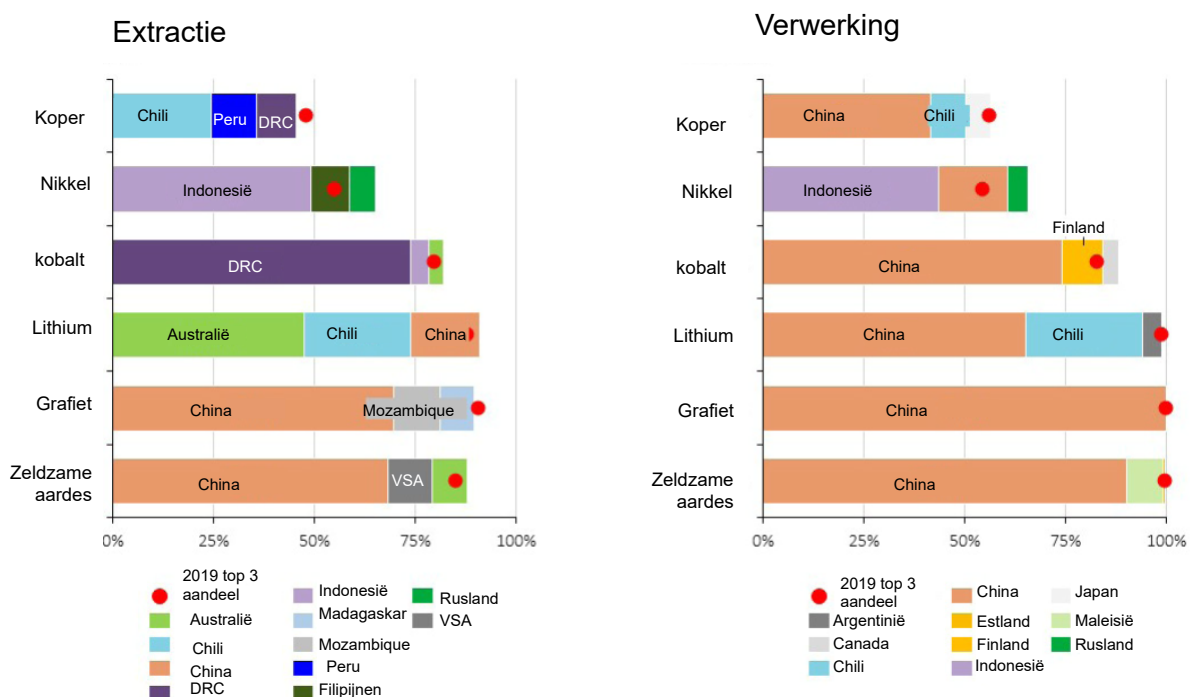 Extractie
Koper
Chili
Peru
DRC
Nikkel
Indonesië
kobalt
DRC
Lithium
Australië
Chili
China
Grafiet
China
Mozambique
Zeldzame
aardes
China
VSA
0%
25%
50%
75%
100%
2019 top 3
aandeel
Australië
Chili
China
DRC
Indonesië
Madagaskar
Mozambique
Peru
Filipijnen
Rusland
VSA
Verwerking
Koper
China
Chili
Nikkel
Indonesië
Finland
kobalt
China
Lithium
China
Chili
Grafiet
China
Zeldzame
aardes
China
0%
25%
50%
75%
100%
2019 top 3
aandeel
Argentinië
Canada
Chili
China
Estland
Finland
Indonesië
Japan
Maleisië
Rusland